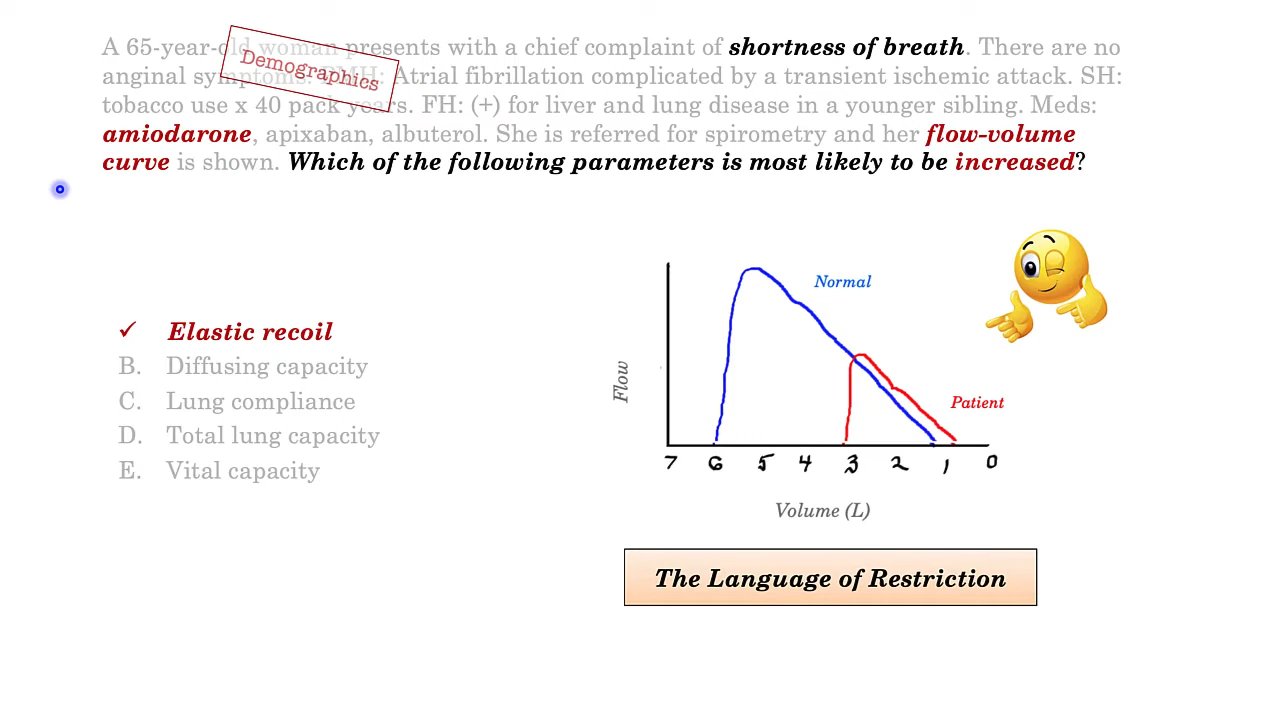 A 65-year-old woman presents with a chief complaint of shortness of breath. There are no
anginal symptoms. PMH: Atrial fibrillation complicated by a transient ischemic attack. SH:
tobacco use x 40 pack years. FH: (+) for liver and lung disease in a younger sibling. Meds:
amiodarone, apixaban, albuterol. She is referred for spirometry and her flow-volume
curve is shown. Which of the following parameters is most likely to be increased?
Demographics
✓ Elastic recoil
B. Diffusing capacity
C. Lung compliance
D. Total lung capacity
E. Vital capacity
Normal
Patient
Flow
7 6 5 4 3 2 1 0
Volume (L)
The Language of Restriction